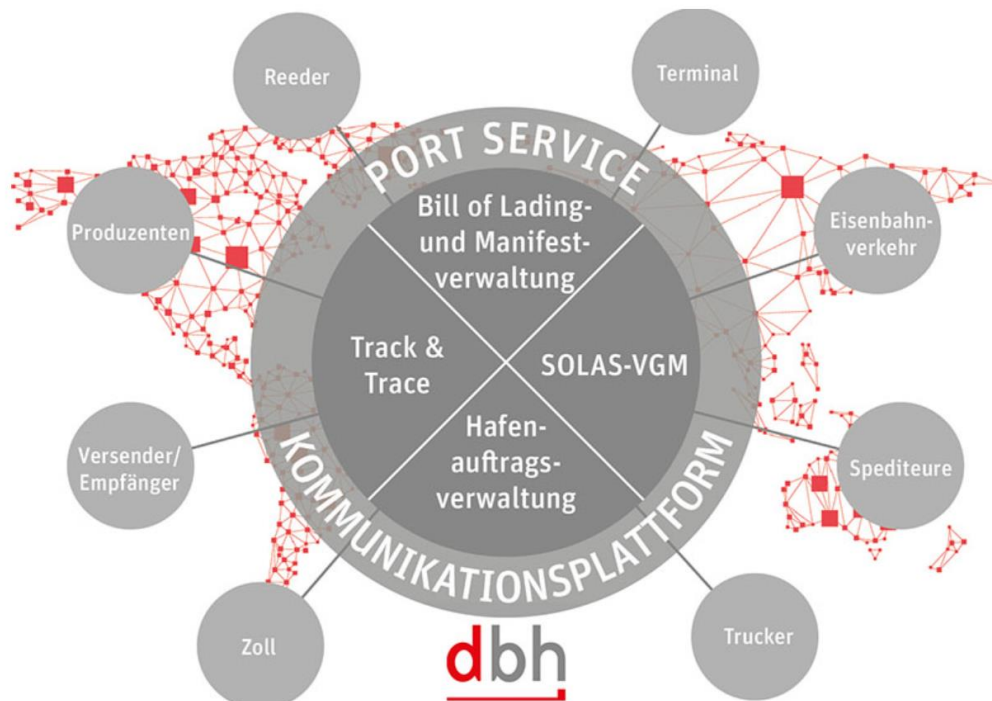 Reeder
Terminal
PORT SERVICE
Produzenten
Bill of Lading-
und Manifest-
verwaltung
Eisenbahn-
verkehr
Track &
Trace
SOLAS-VGM
Versender/
Empfänger
Hafen-
auftrags-
verwaltung
Spediteure
KOMMUNIKATIONSPLATTFORM
Zoll
Trucker
dbh